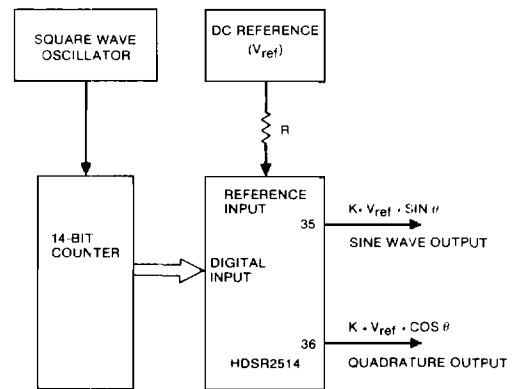 SQUARE WAVE
OSCILLATOR
DC REFERENCE
(Vref)
R
14-BIT
COUNTER
REFERENCE
INPUT
DIGITAL
INPUT
35
K • Vref • SIN θ
SINE WAVE OUTPUT
36
K • Vref • COS θ
HDSR2514
QUADRATURE OUTPUT